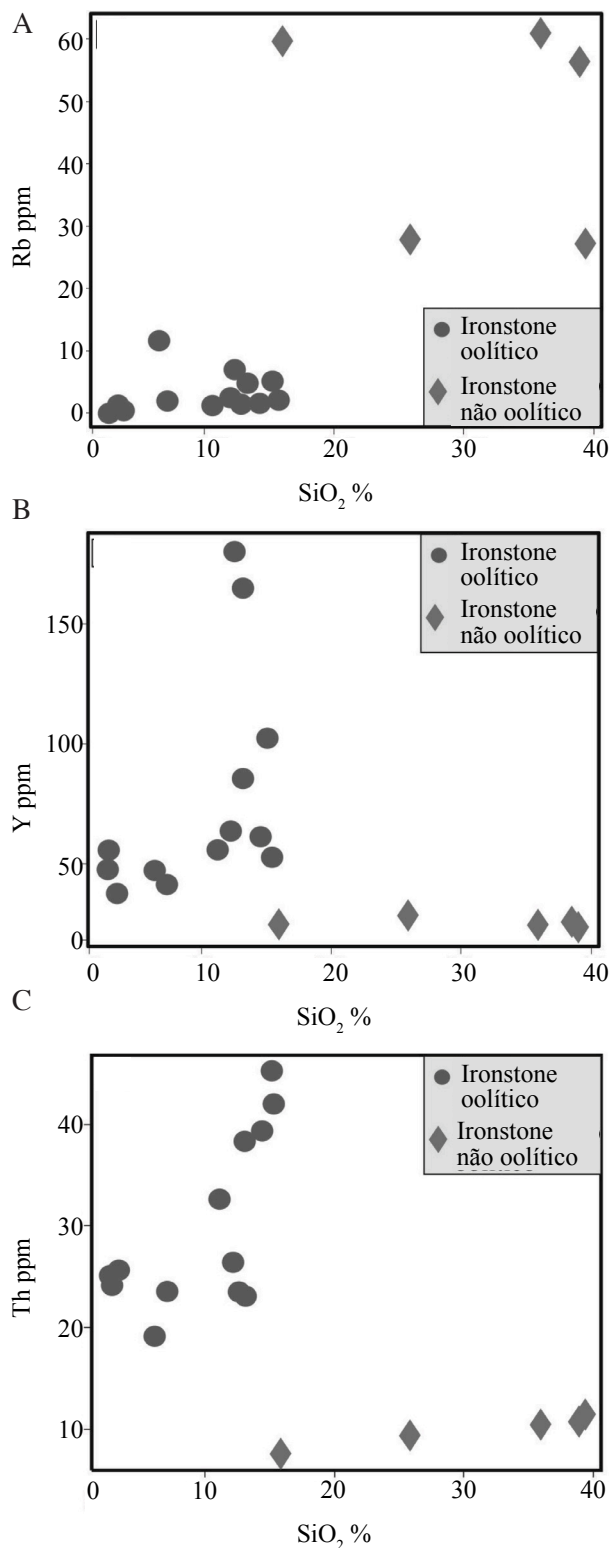 A
60
50
40
30
20
10
0
Rb ppm
Ironstone
oolítico
Ironstone
não oolítico
0 10 20 30 40
SiO2 %
B
150
100
50
0
Y ppm
Ironstone
oolítico
Ironstone
não oolítico
0 10 20 30 40
SiO2 %
C
40
30
20
10
Th ppm
Ironstone
oolítico
Ironstone
não oolítico
0 10 20 30 40
SiO2 %